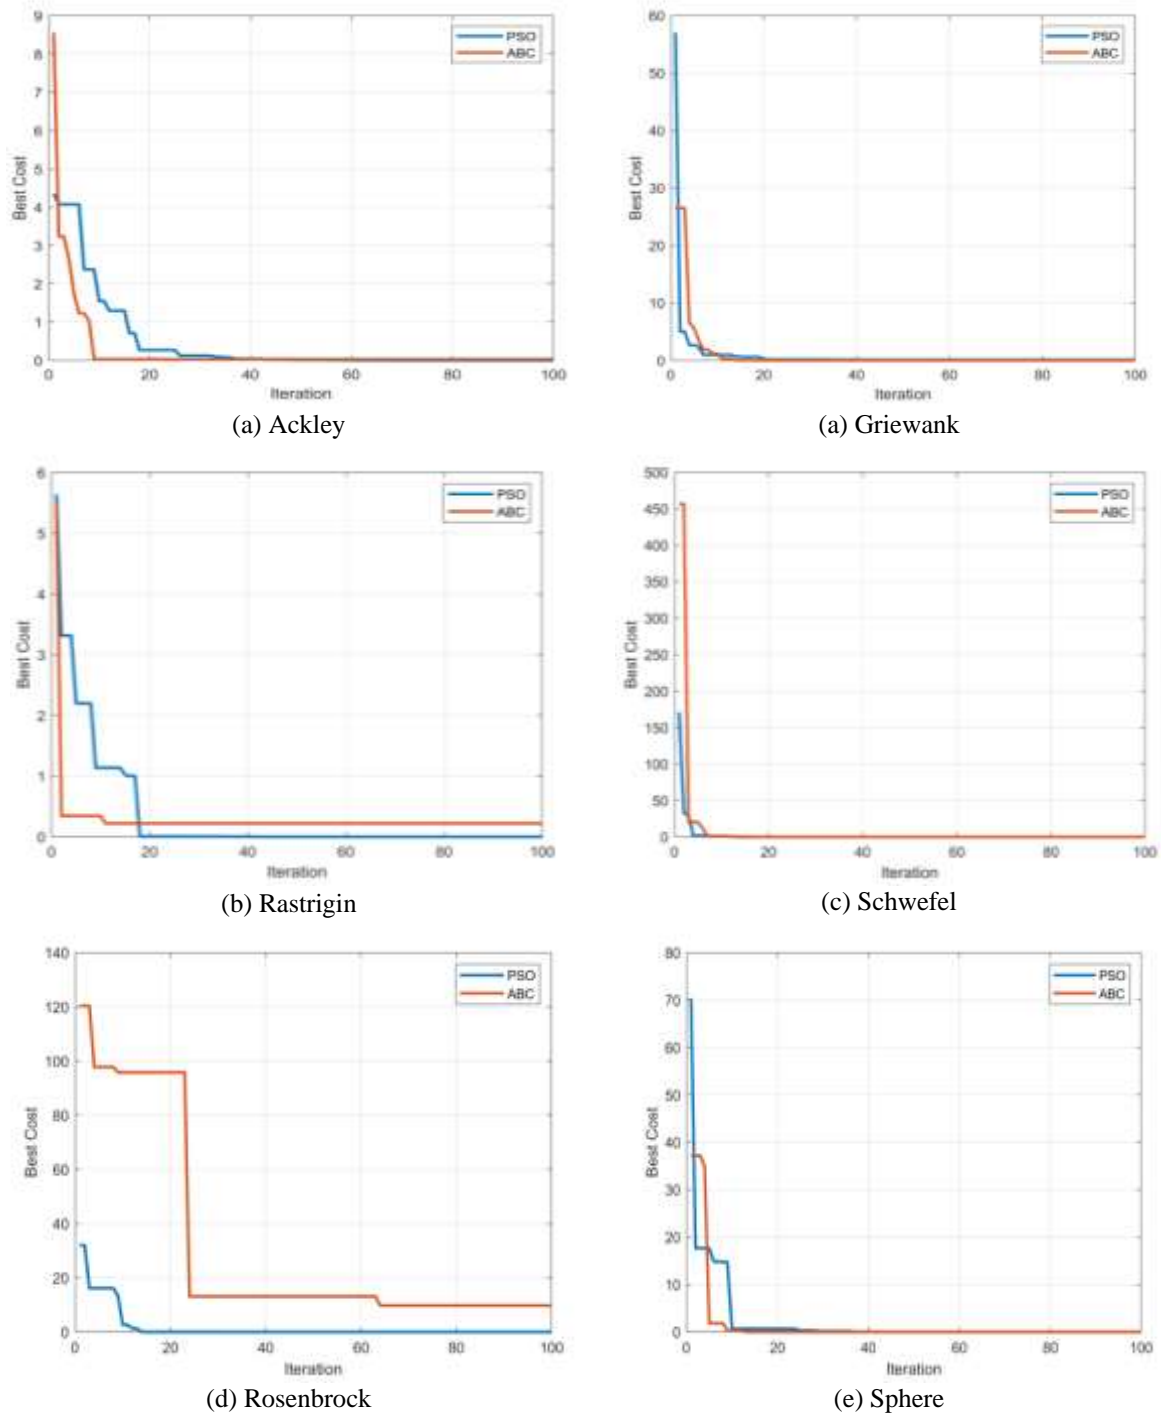 9
8
7
6
5
4
3
2
1
0
Best Cost
PSO
ABC
0 20 40 60 80 100
Iteration
(a) Ackley
60
50
40
30
20
10
0
Best Cost
PSO
ABC
0 20 40 60 80 100
Iteration
(a) Griewank
6
5
4
3
2
1
0
Best Cost
PSO
ABC
0 20 40 60 80 100
Iteration
(b) Rastrigin
500
450
400
350
300
250
200
150
100
50
0
Best Cost
PSO
ABC
0 20 40 60 80 100
Iteration
(c) Schwefel
140
120
100
80
60
40
20
0
Best Cost
PSO
ABC
0 20 40 60 80 100
Iteration
(d) Rosenbrock
80
70
60
50
40
30
20
10
0
Best Cost
PSO
ABC
0 20 40 60 80 100
Iteration
(e) Sphere